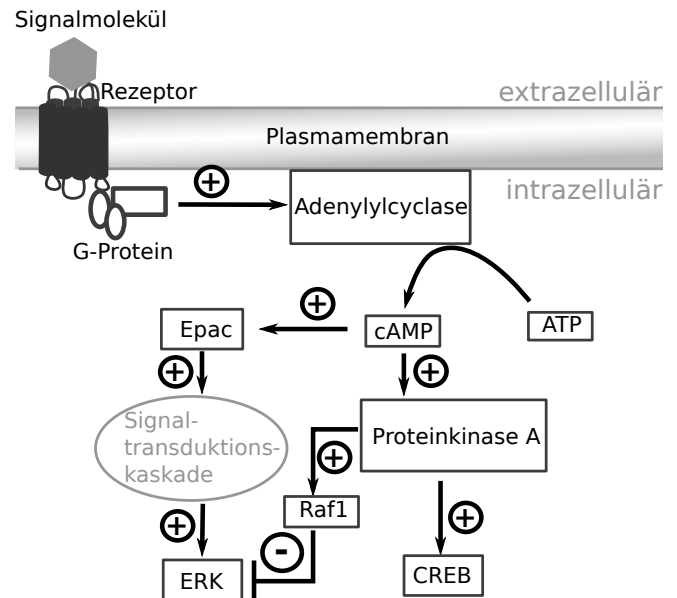 Signalmolekül
Rezeptor
extrazellulär
Plasmamembran
intrazellulär
+
Adenylylcyclase
G-Protein
+
Epac
cAMP
ATP
+
+
Signal-
transduktions-
kaskade
Proteinkinase A
+
Raf1
+
+
-
ERK
CREB